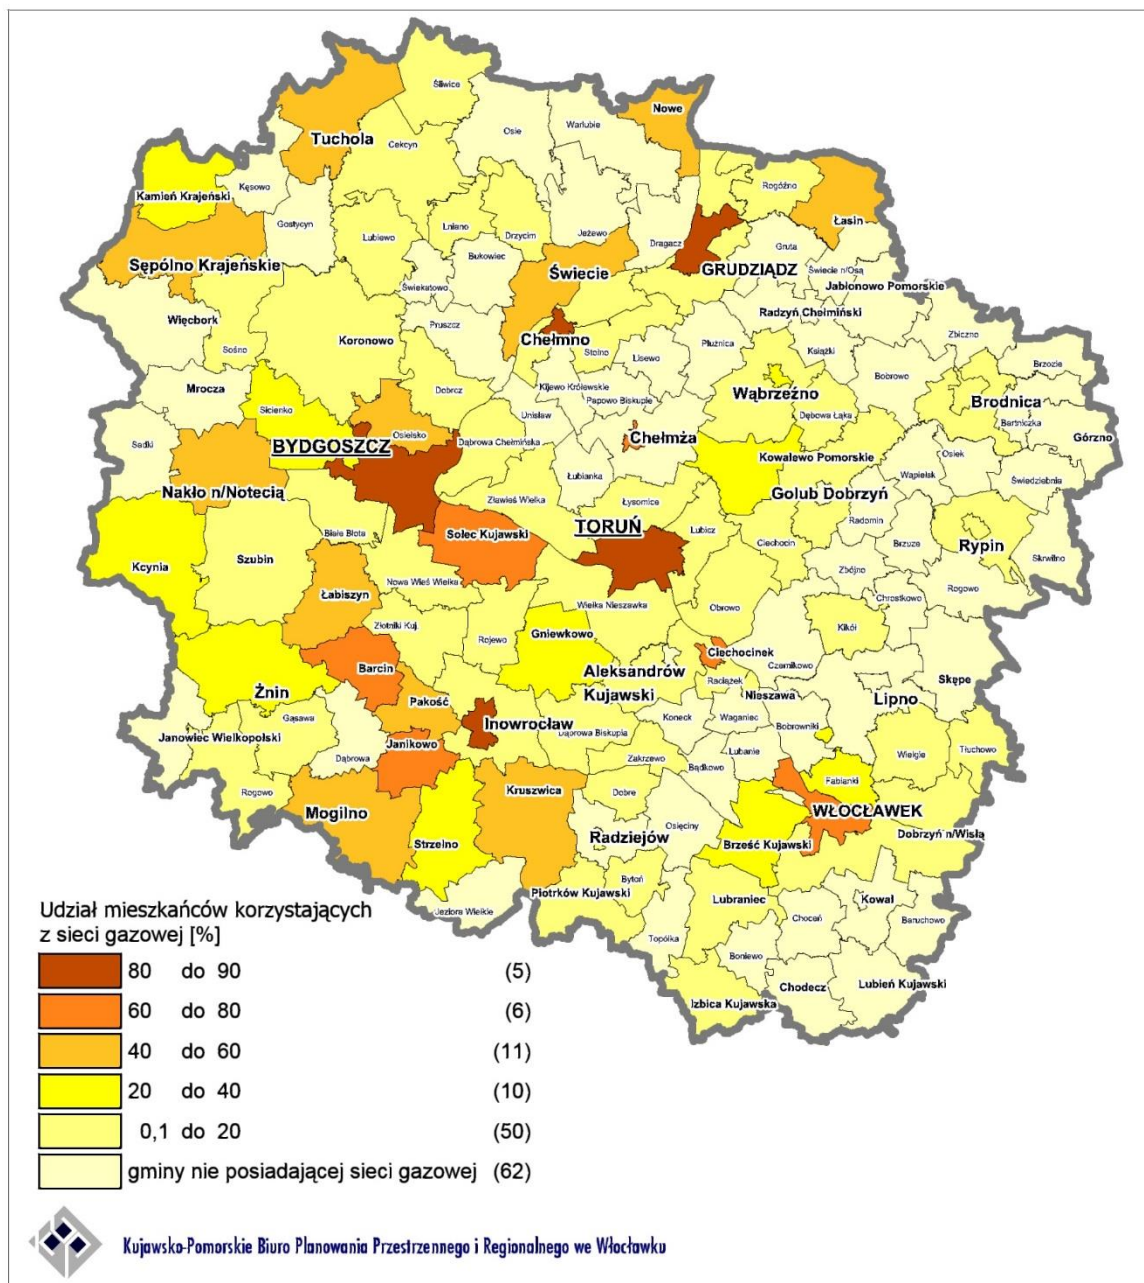 Śliwice
Nowe
Osie
Warlubie
Tuchola
Cekcyn
Rogóźno
Kęsowo
Kamień Krajeński
Łasin
Gostycyn
Lniano
Drzycim
Jeżewo
Dragacz
Gruta
Lubiewo
Bukowiec
Świecie
GRUDZIĄDZ
Świecie n/Osą
Sępólno Krajeńskie
Świekatowo
Jabłonowo Pomorskie
Radzyń Chełmiński
Więcbork
Pruszcz
Koronowo
Chełmno
Płużnica
Zbiczno
Sośno
Stolno
Lisewo
Książki
Brzozie
Bobrowo
Mrocza
Dobrcz
Kijewo Królewskie
Wąbrzeźno
Brodnica
Papowo Biskupie
Sicienko
Unisław
Dębowa Łąka
Bartniczka
Osielsko
Chełmża
Górzno
Sadki
BYDGOSZCZ
Dąbrowa Chełmińska
Kowalewo Pomorskie
Osiek
Wąpielsk
Łubianka
Świedziebnia
Nakło n/Notecią
Zławieś Wielka
Łysomice
Golub Dobrzyń
Radomin
TORUŃ
Białe Błota
Solec Kujawski
Lubicz
Ciechocin
Brzuze
Rypin
Skrwilno
Szubin
Kcynia
Zbójno
Nowa Wieś Wielka
Rogowo
Łabiszyn
Chrostkowo
Wielka Nieszawka
Obrowo
Złotniki Kuj.
Rojewo
Gniewkowo
Kikół
Ciechocinek
Barcin
Aleksandrów
Kujawski
Czernikowo
Raciążek
Skępe
Żnin
Nieszawa
Lipno
Pakość
Gąsawa
Inowrocław
Koneck
Waganiec
Bobrowniki
Janowiec Wielkopolski
Dąbrowa Biskupia
Janikowo
Lubanie
Tłuchowo
Dąbrowa
Zakrzewo
Bądkowo
Wielgie
Fabianki
Rogowo
Kruszwica
Dobre
Mogilno
WŁOCŁAWEK
Osięciny
Radziejów
Strzelno
Brześć Kujawski
Dobrzyń n/Wisłą
Bytoń
Piotrków Kujawski
Lubraniec
Kowal
Jeziora Wielkie
Choceń
Baruchowo
Topólka
Boniewo
Lubień Kujawski
Chodecz
Izbica Kujawska
Udział mieszkańców korzystających
z sieci gazowej [%]
80 do 90 (5)
60 do 80 (6)
40 do 60 (11)
20 do 40 (10)
0,1 do 20 (50)
gminy nie posiadającej sieci gazowej (62)
Kujawsko-Pomorskie Biuro Planowania Przestrzennego i Regionalnego we Włocławku